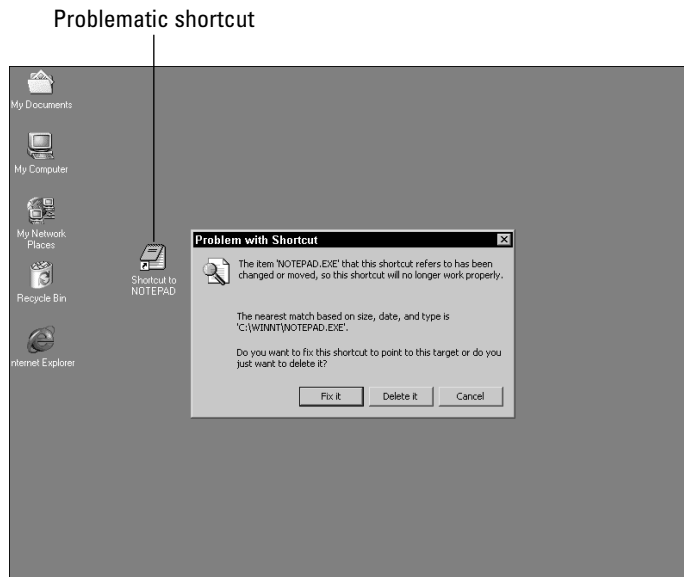 Problematic shortcut
My Documents
My Computer
My Network
Places
Recycle Bin
nternet Explorer
Shortcut to
NOTEPAD
Problem with Shortcut
The item 'NOTEPAD.EXE' that this shortcut refers to has been
changed or moved, so this shortcut will no longer work properly.
The nearest match based on size, date, and type is
'C:\WINNT\NOTEPAD.EXE'.
Do you want to fix this shortcut to point to this target or do you
just want to delete it?
Fix it Delete it Cancel